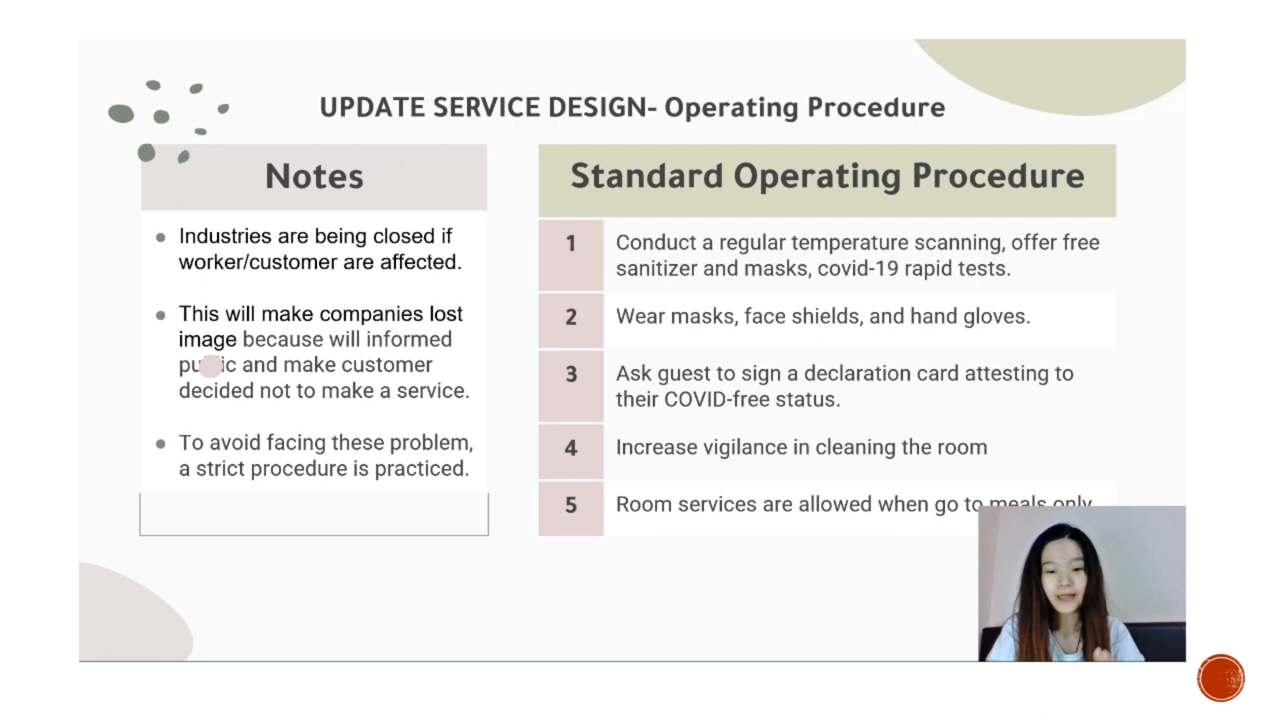 UPDATE SERVICE DESIGN- Operating Procedure
Notes
Industries are being closed if
worker/customer are affected.
This will make companies lost
image because will informed
and make customer
decided not to make a service.
To avoid facing these problem,
a strict procedure is practiced.
Standard Operating Procedure
1 Conduct a regular temperature scanning, offer free
sanitizer and masks, covid-19 rapid tests.
2 Wear masks, face shields, and hand gloves.
3 Ask guest to sign a declaration card attesting to
their COVID-free status.
4 Increase vigilance in cleaning the room
5 Room services are allowed when go to meals only